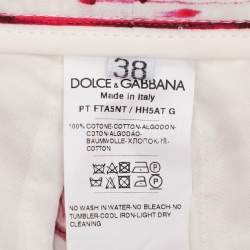 38
DOLCE & GABBANA
Made in Italy
PT FTA5NT / HH5AT G
100% COTONE-COTTON-ALGODON-
COTTON-ALGODAO-
BAUMWOLLE-ХЛОПОК-
COTTON
NO WASH IN WATER-NO BLEACH-NO
TUMBLER-COOL IRON-LIGHT DRY
CLEANING